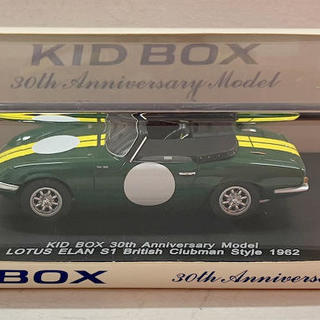 KID BOX
30th Anniversary Model
KID BOX 30th Anniversary Model
LOTUS ELAN S1 British Clubman Style 1962
BOX
30th Anniversa